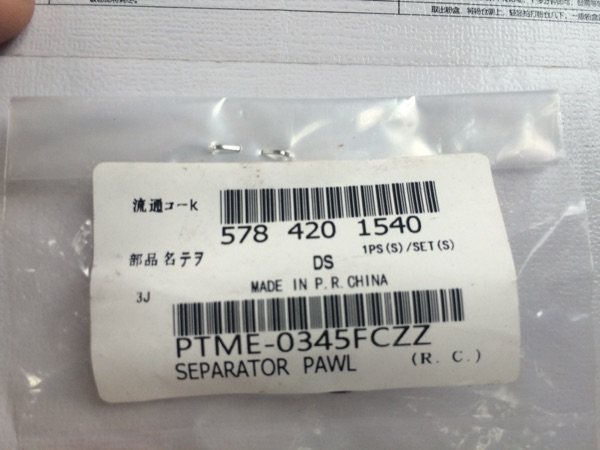 流通コーk
578 420 1540
1PS(S)/SET(S)
部品名テヲ
DS
MADE IN P.R.CHINA
3J
PTME-0345FCZZ
SEPARATOR PAWL (R. C.)